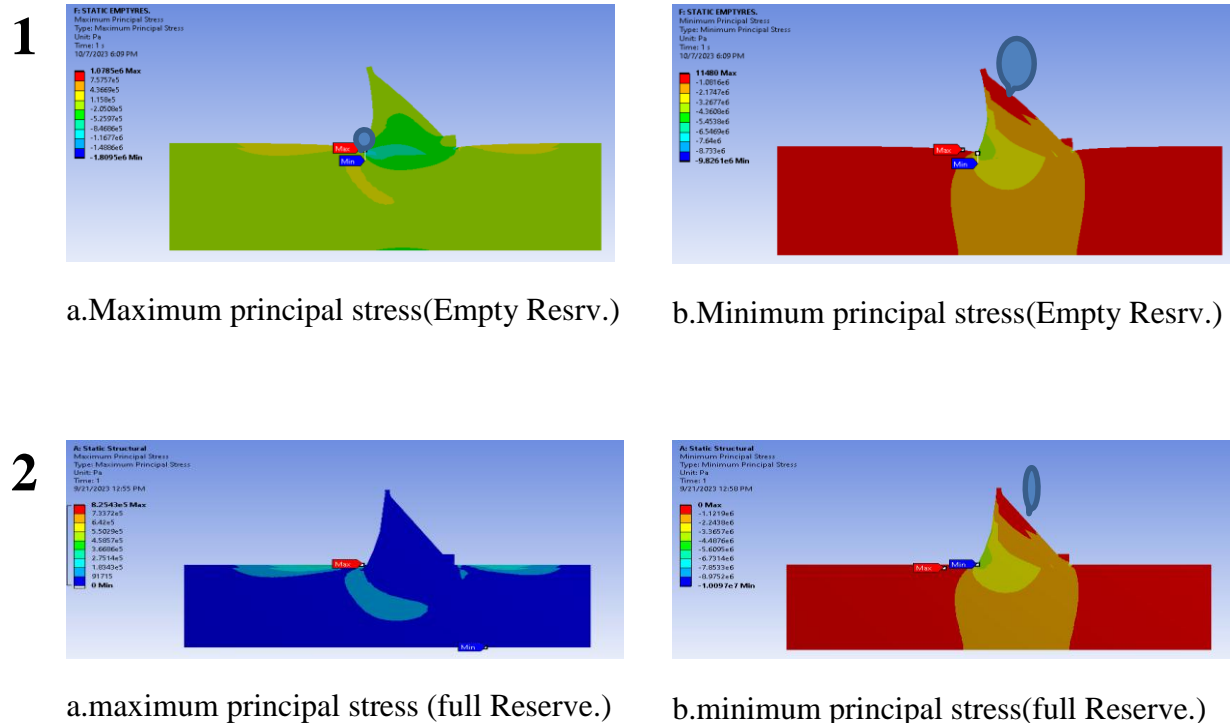 1
F: STATIC EMPTYRES.
Maximum Principal Stress
Type: Maximum Principal Stress
Unit: Pa
Time: 1 s
10/7/2023 6:09 PM
1.0785e6 Max
7.5757e5
4.3669e5
1.158e5
-2.0508e5
-5.2597e5
-8.4686e5
-1.1677e6
-1.4886e6
-1.8095e6 Min
Max
Min
a.Maximum principal stress(Empty Resrv.)
F: STATIC EMPTYRES.
Minimum Principal Stress
Type: Minimum Principal Stress
Unit: Pa
Time: 1 s
10/7/2023 6:09 PM
11480 Max
-1.0816e6
-2.1747e6
-3.2677e6
-4.3608e6
-5.4538e6
-6.5469e6
-7.64e6
-8.733e6
-9.8261e6 Min
Max
Min
b.Minimum principal stress(Empty Resrv.)
2
A: Static Structural
Maximum Principal Stress
Type: Maximum Principal Stress
Unit: Pa
Time: 1
9/21/2023 12:55 PM
8.2543e5 Max
7.3372e5
6.42e5
5.5029e5
4.5857e5
3.6686e5
2.7514e5
1.8343e5
91715
0 Min
Max
Min
a.maximum principal stress (full Reserve.)
A: Static Structural
Minimum Principal Stress
Type: Minimum Principal Stress
Unit: Pa
Time: 1
9/21/2023 12:58 PM
0 Max
-1.1219e6
-2.2438e6
-3.3657e6
-4.4876e6
-5.6095e6
-6.7314e6
-7.8533e6
-8.9752e6
-1.0097e7 Min
Max
Min
b.minimum principal stress(full Reserve.)